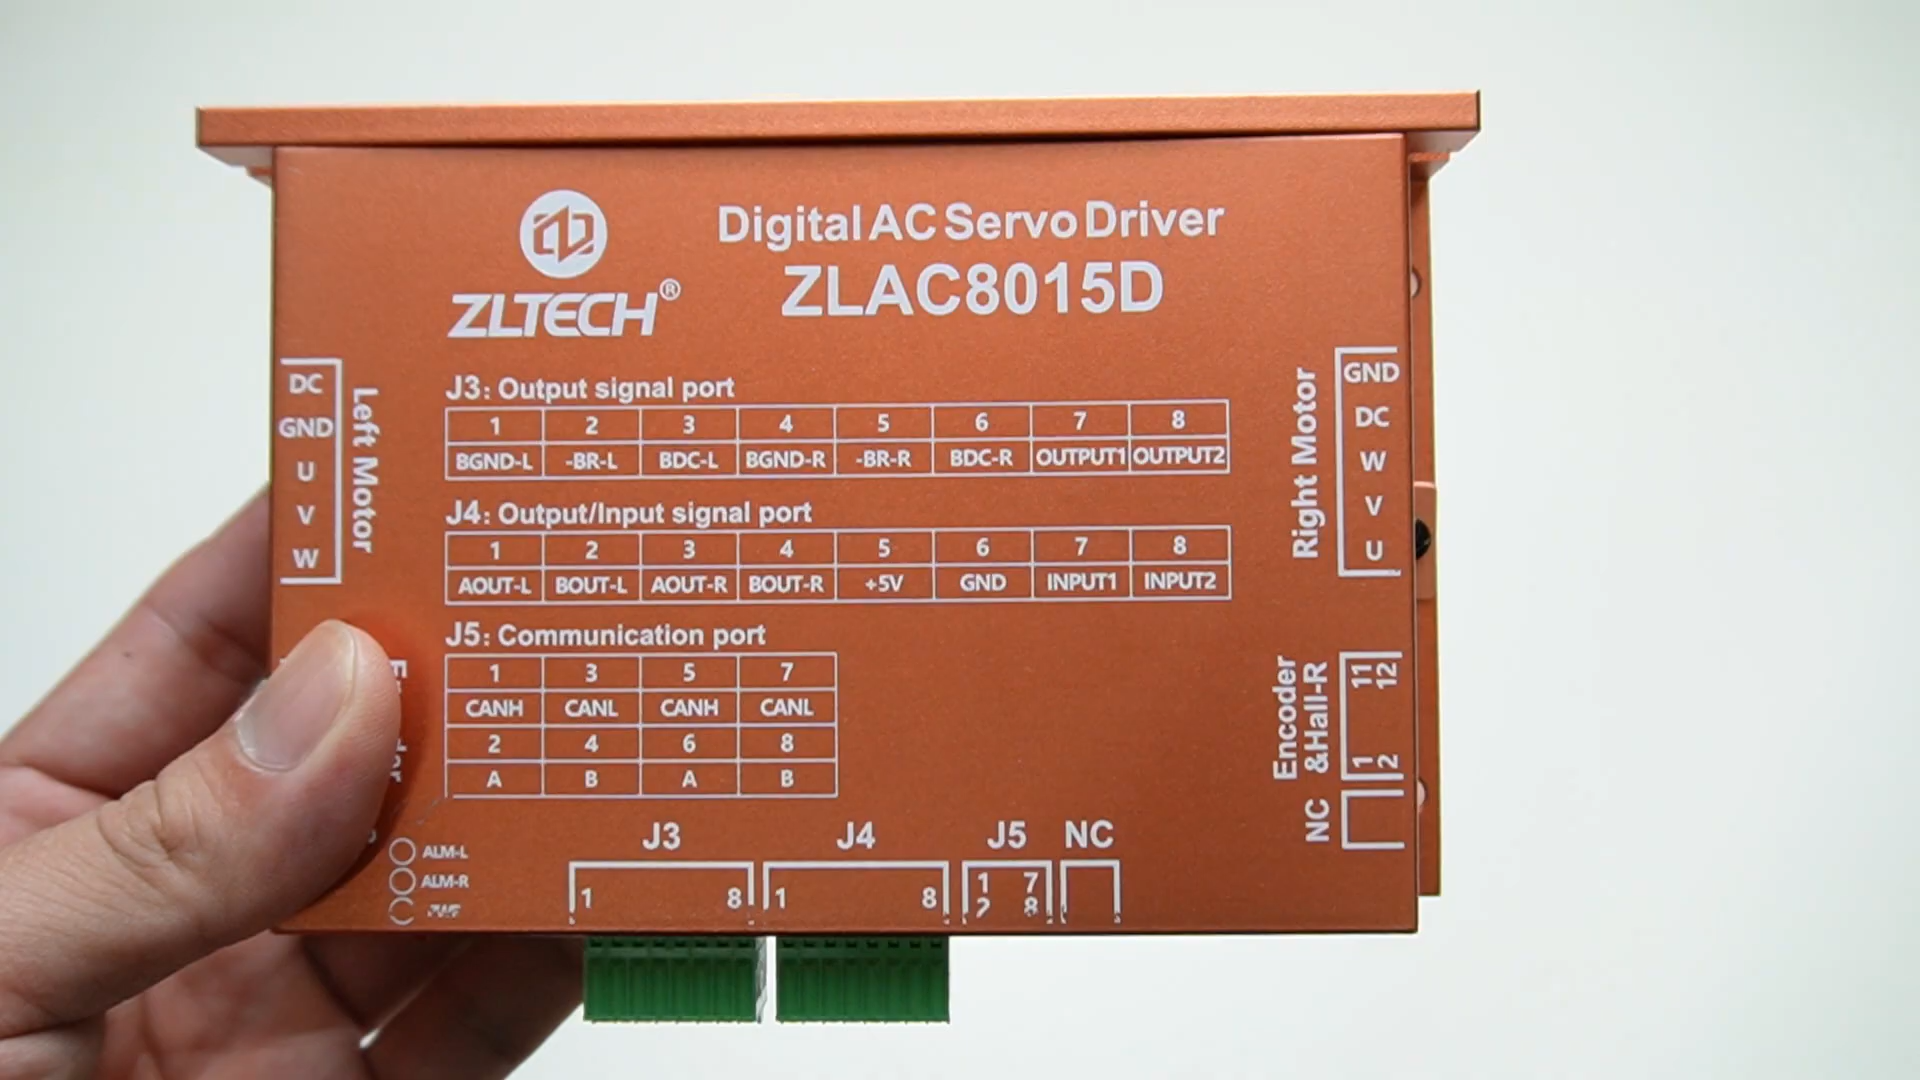 Digital AC Servo Driver
ZLAC8015D
ZLTECH®
DC
GND
U
V
W
Left Motor
J3: Output signal port
1 2 3 4 5 6 7 8
BGND-L -BR-L BDC-L BGND-R -BR-R BDC-R OUTPUT1 OUTPUT2
J4: Output/Input signal port
1 2 3 4 5 6 7 8
AOUT-L BOUT-L AOUT-R BOUT-R +5V GND INPUT1 INPUT2
J5: Communication port
1 3 5 7
CANH CANL CANH CANL
2 4 6 8
A B A B
GND
DC
W
V
U
Right Motor
Encoder
&Hall-R
11
12
1
2
NC
ALM-L
ALM-R
J3 J4 J5 NC
1 8 1 8 1 7
2 8